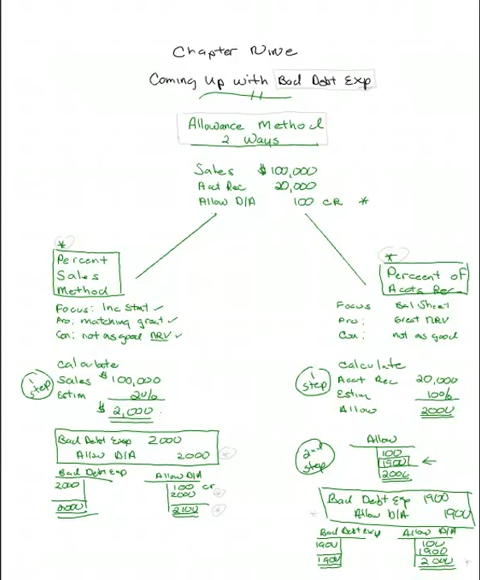 Chapter Nine
Coming Up with Bad Debt Exp
Allowance Method
2 Ways
Sales $ 100,000
Acct Rec 20,000
Allow D/A 100 CR *
*
Percent
Sales
Method
Focus: Inc Stat ✓
Pro: matching great ✓
Con: not as good NRV ✓
Calculate
1 step
Sales $ 100,000
Estim 2%
$ 2,000
Bad Debt Exp 2000
Allow D/A 2000
Bad Debt Exp Allow D/A
2000 100 cr
2000
2000 2100
*
Percent of
Accts Rec
Focus Bal Sheet
Pro: Great NRV
Con: not as good
Calculate
1 step
Acct Rec 20,000
Estim 10%
Allow 2000
2nd step
Allow
100
1900 ←
2000
Bad Debt Exp 1900
Allow D/A 1900
Bad Debt Exp Allow D/A
1900 100
1900
1900 2000